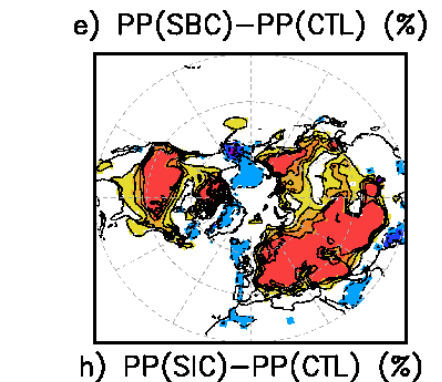 e) PP(SBC)-PP(CTL) (%)
h) PP(SIC)-PP(CTL) (%)